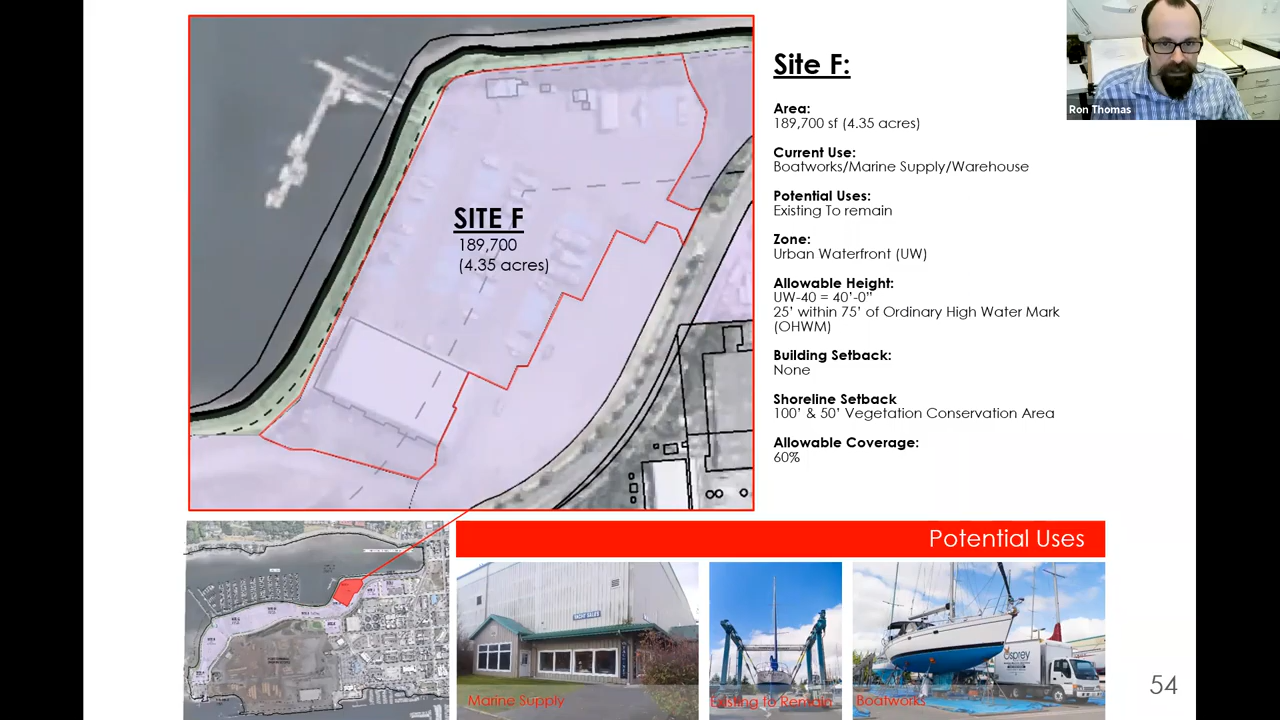 Site F:
Ron Thomas
Area:
189,700 sf (4.35 acres)
Current Use:
Boatworks/Marine Supply/Warehouse
Potential Uses:
Existing To remain
Zone:
Urban Waterfront (UW)
Allowable Height:
UW-40 = 40’-0”
25’ within 75’ of Ordinary High Water Mark
(OHWM)
Building Setback:
None
Shoreline Setback
100’ & 50’ Vegetation Conservation Area
Allowable Coverage:
60%
SITE F
189,700
(4.35 acres)
Potential Uses
YACHT SALES
Osprey
Marine Supply
Existing to Remain
Boatworks
54